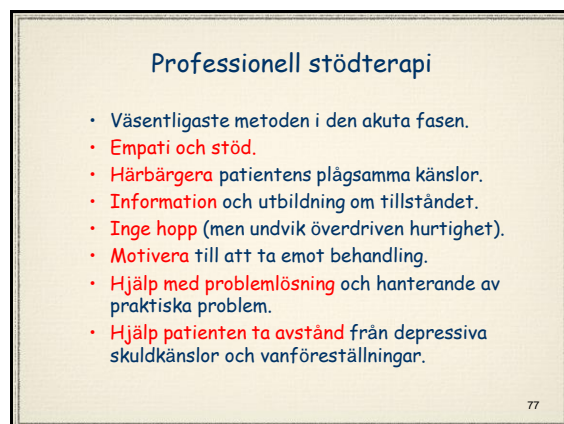 Professionell stödterapi
• Väsentligaste metoden i den akuta fasen.
• Empati och stöd.
• Härbärgera patientens plågsamma känslor.
• Information och utbildning om tillståndet.
• Inge hopp (men undvik överdriven hurtighet).
• Motivera till att ta emot behandling.
• Hjälp med problemlösning och hanterande av
praktiska problem.
• Hjälp patienten ta avstånd från depressiva
skuldkänslor och vanföreställningar.
77